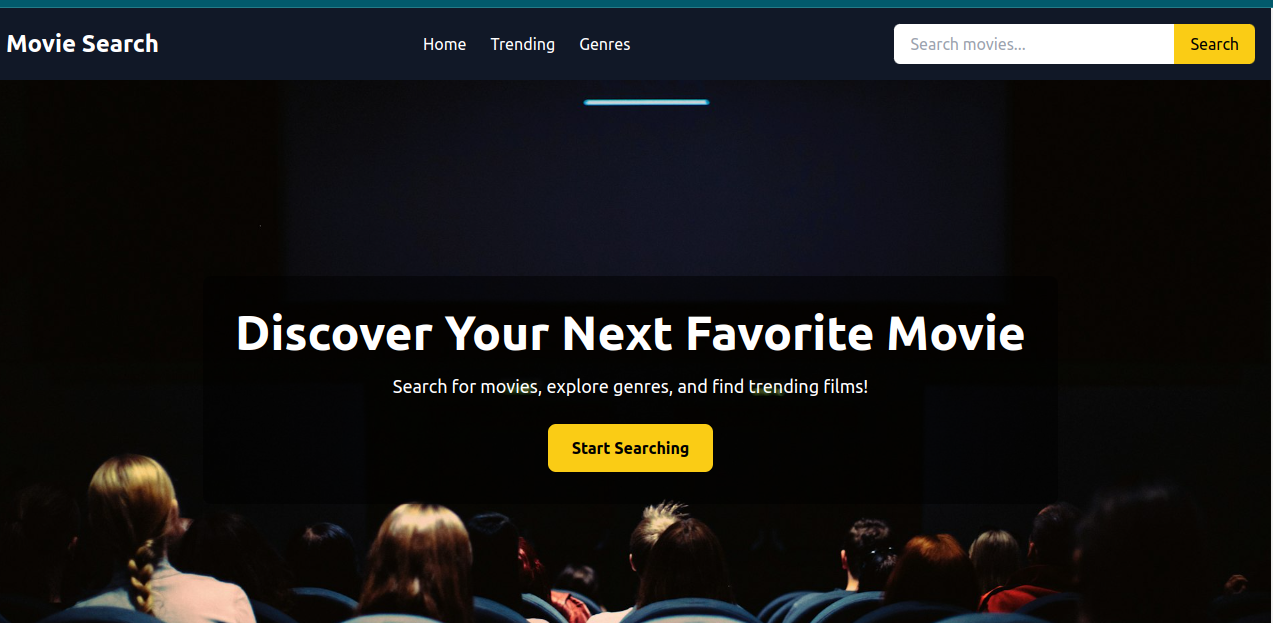 Movie Search
Home Trending Genres
Search movies...
Search
Discover Your Next Favorite Movie
Search for movies, explore genres, and find trending films!
Start Searching